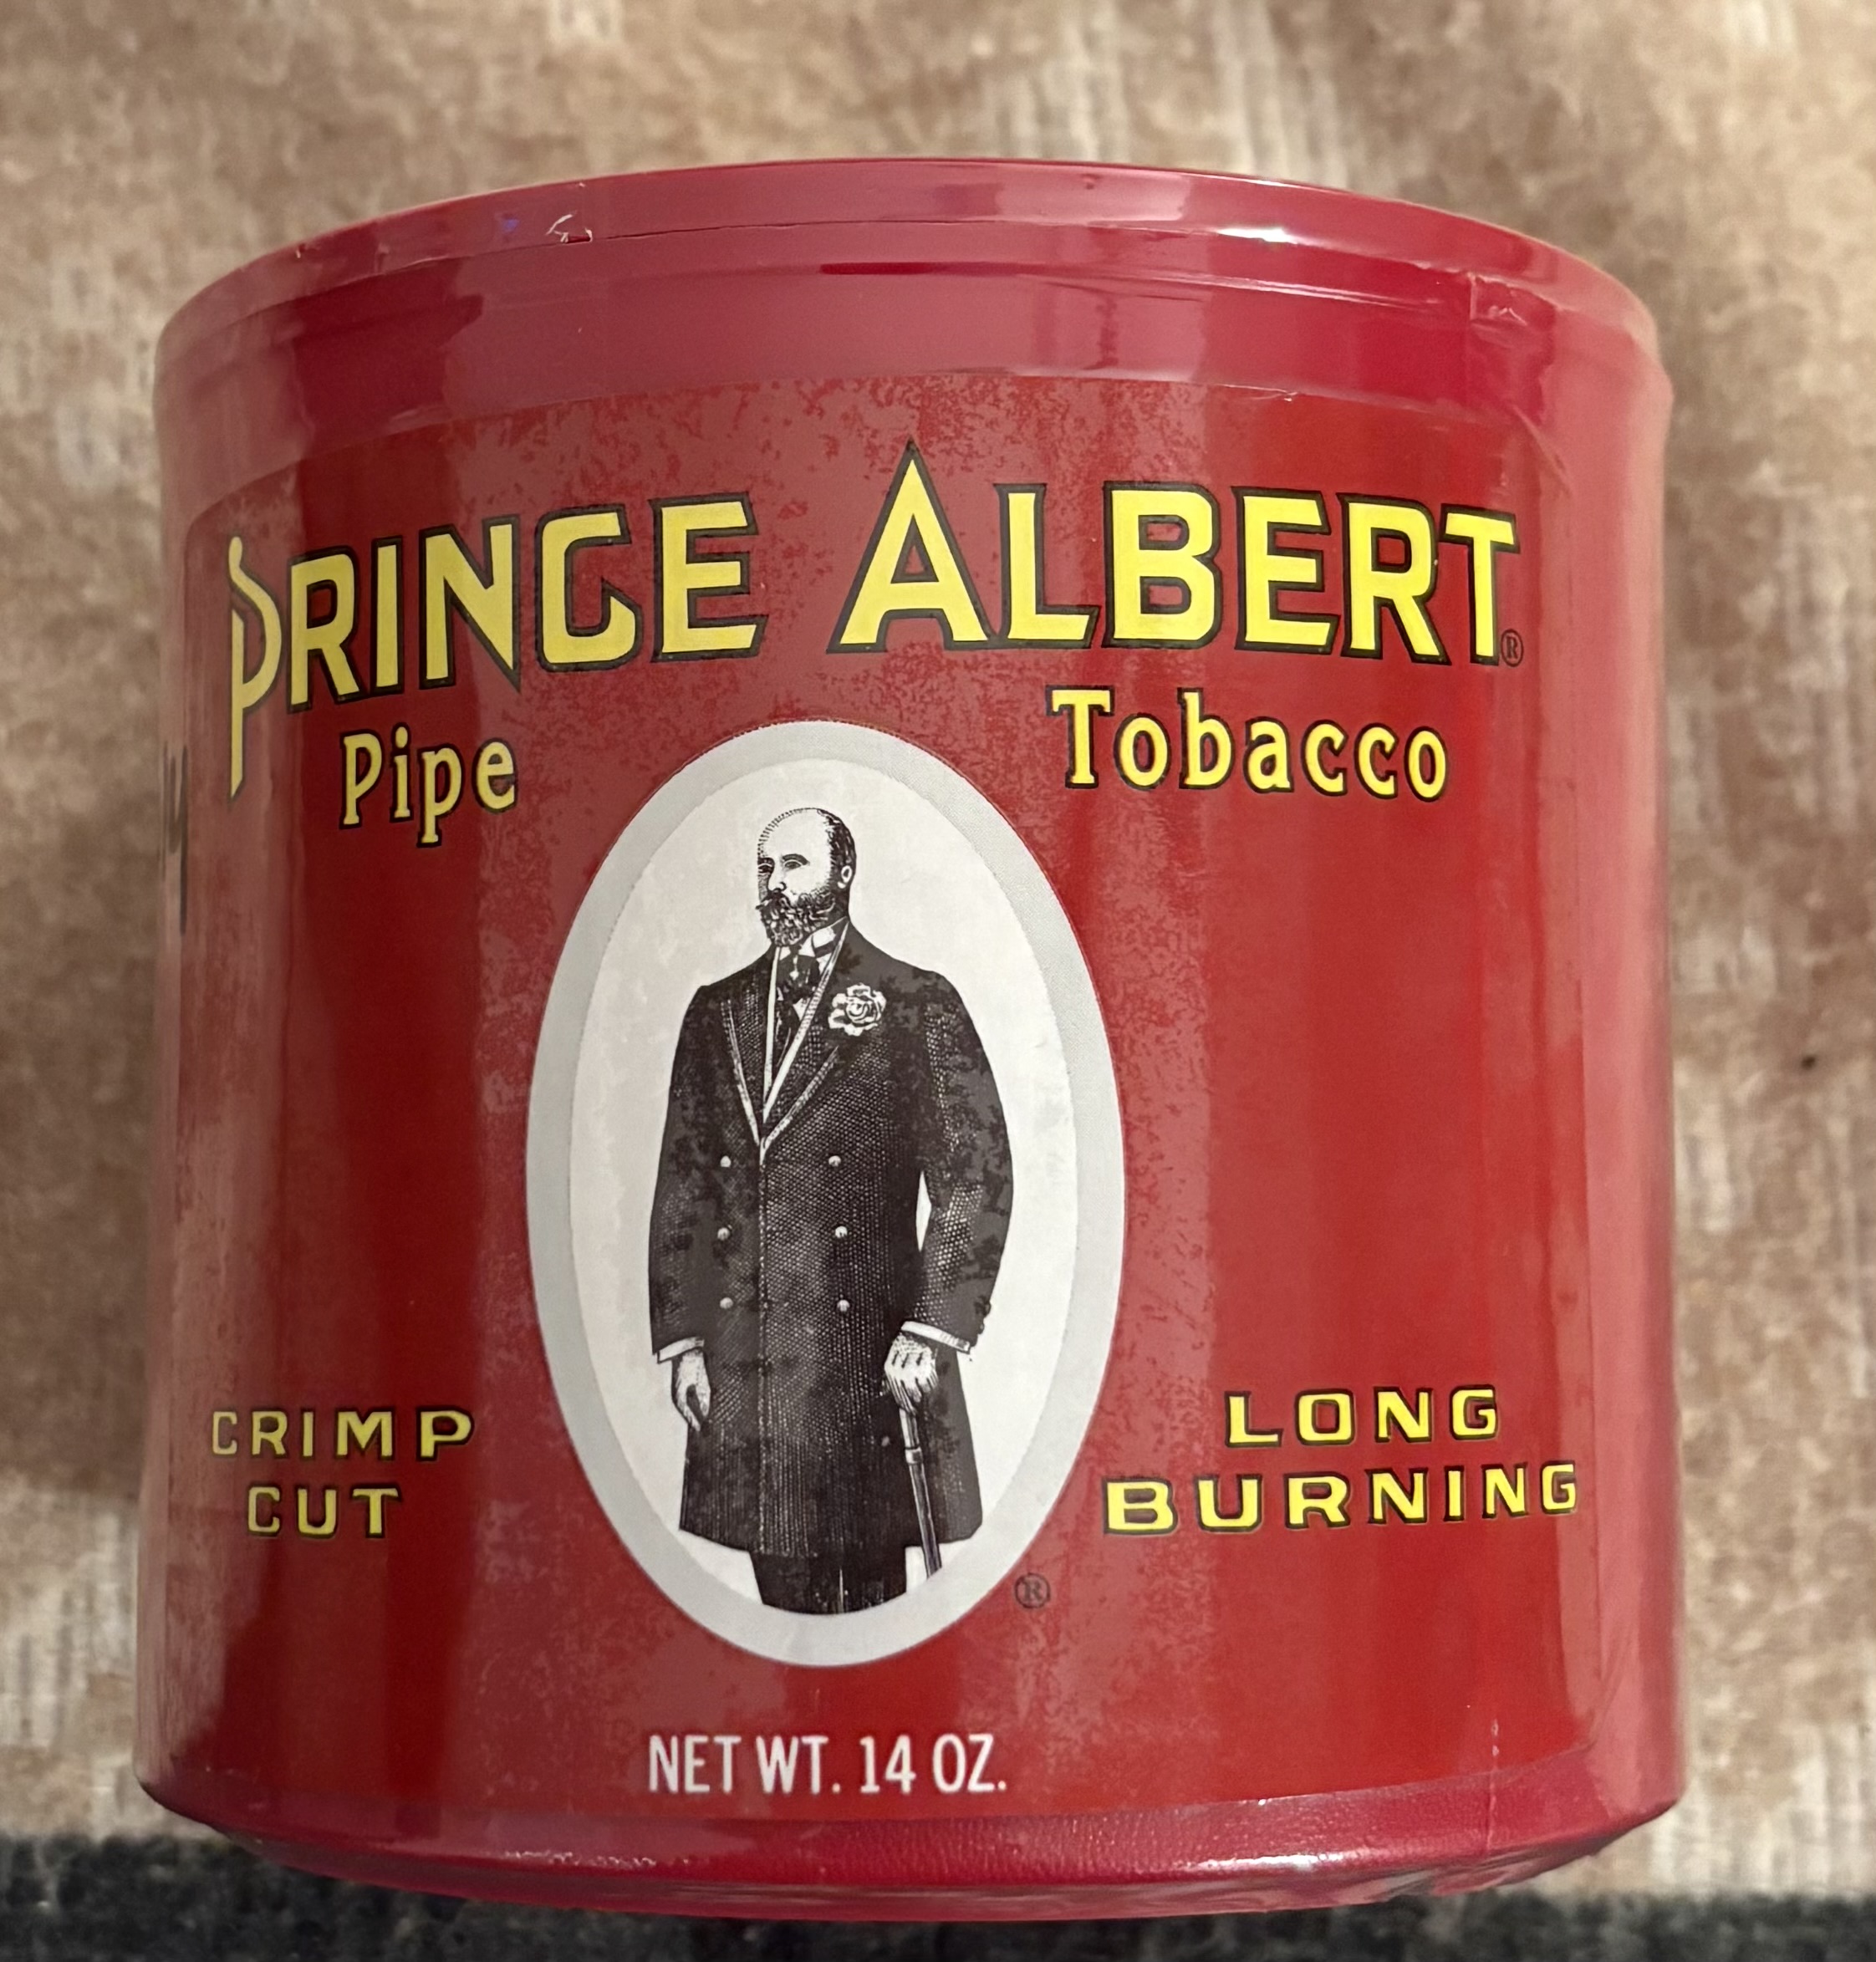 PRINCE ALBERT®
Pipe Tobacco
CRIMP
CUT
LONG
BURNING
®
NET WT. 14 OZ.